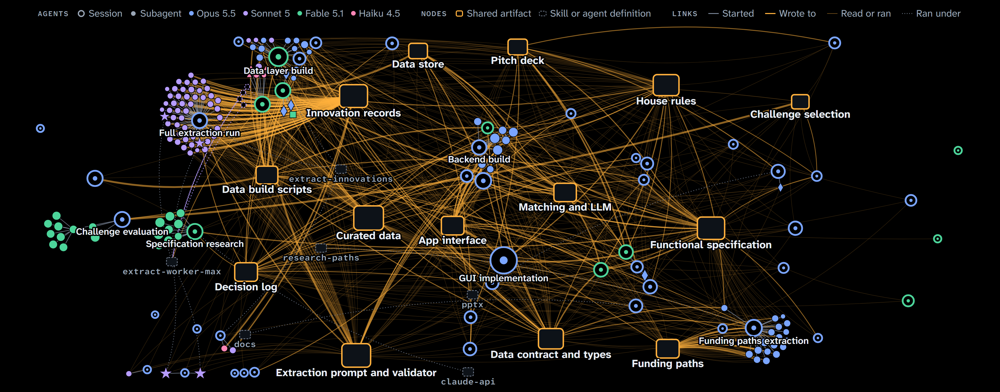 AGENTS Session Subagent Opus 5.5 Sonnet 5 Fable 5.1 Haiku 4.5 NODES Shared artifact Skill or agent definition LINKS Started Wrote to Read or ran Ran under
Data store
Pitch deck
Data layer build
House rules
Innovation records
Challenge selection
Full extraction run
Backend build
extract-innovations
Data build scripts
Matching and LLM
Challenge evaluation
Curated data
App interface
Specification research
Functional specification
research-paths
extract-worker-max
GUI implementation
Decision log
pptx
docs
Funding paths extraction
Data contract and types
Funding paths
Extraction prompt and validator
claude-api